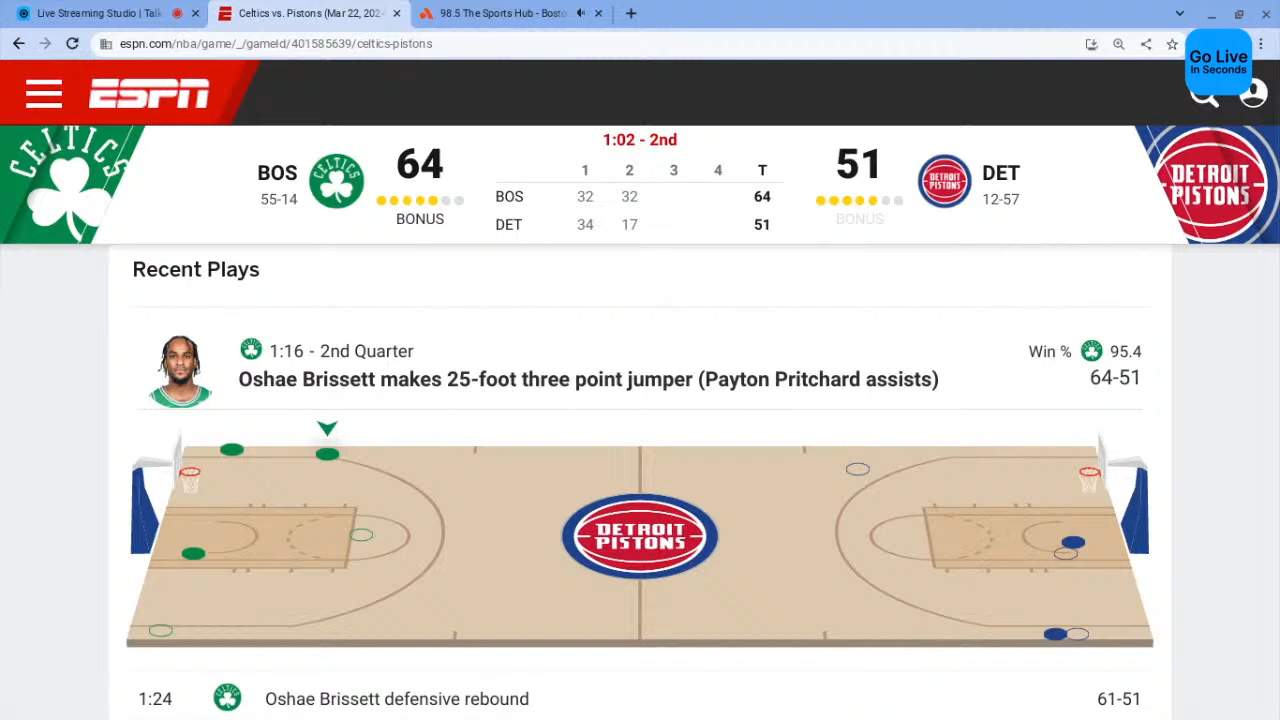 Live Streaming Studio | Talk
Celtics vs. Pistons (Mar 22, 2024
98.5 The Sports Hub - Bosto
espn.com/nba/game/_/gameId/401585639/celtics-pistons
Go Live
In Seconds
ESPN
CELTICS
1:02 - 2nd
BOS
55-14
CELTICS
64
BONUS
1 2 3 4 T
BOS 32 32 64
DET 34 17 51
51
BONUS
DETROIT
PISTONS
DET
12-57
DETROIT
PISTONS
Recent Plays
1:16 - 2nd Quarter
Win % 95.4
Oshae Brissett makes 25-foot three point jumper (Payton Pritchard assists)
64-51
DETROIT
PISTONS
1:24 Oshae Brissett defensive rebound 61-51